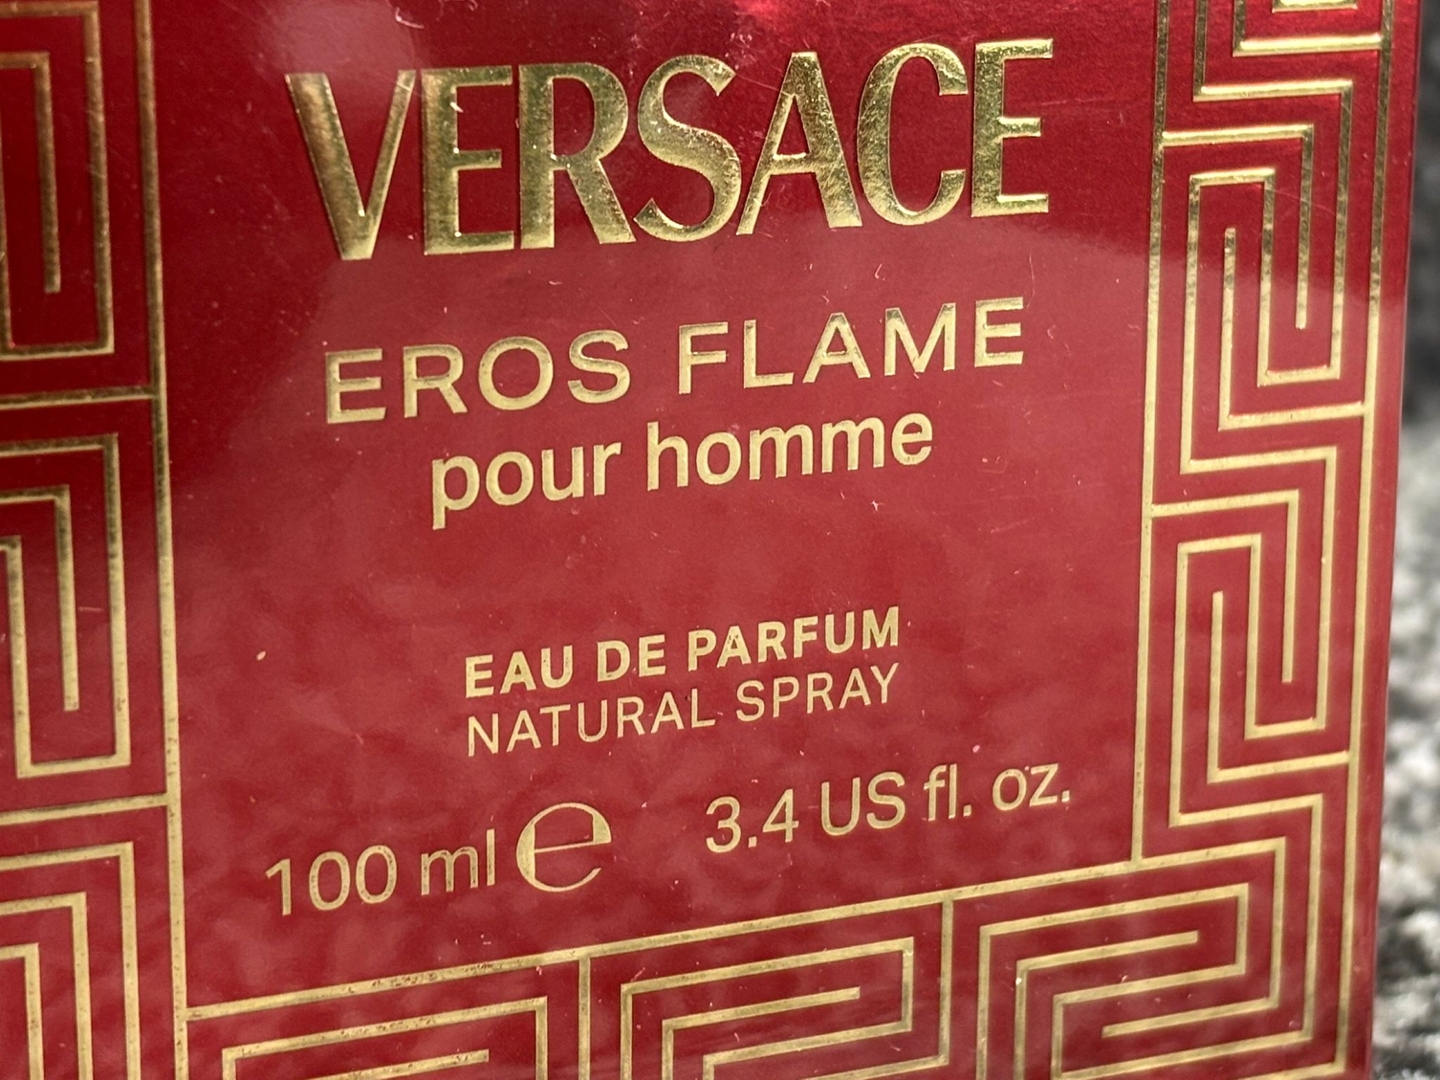 VERSACE
EROS FLAME
pour homme
EAU DE PARFUM
NATURAL SPRAY
100 ml ℮ 3.4 US fl. oz.